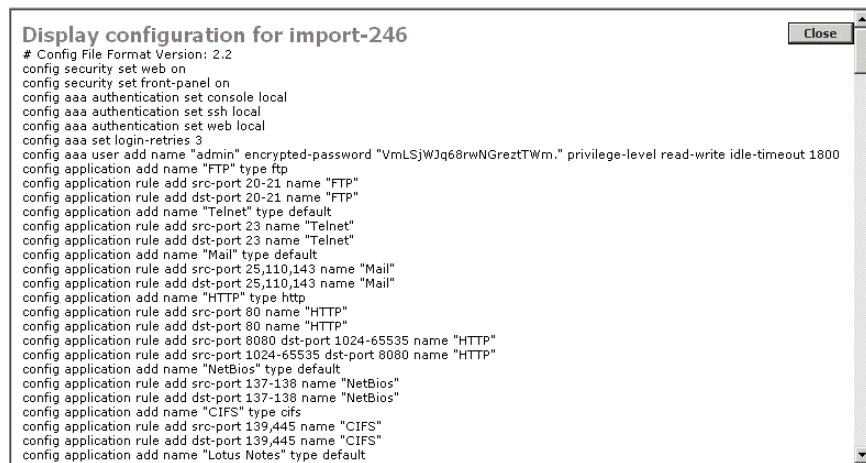 Display configuration for import-246
Close
# Config File Format Version: 2.2
config security set web on
config security set front-panel on
config aaa authentication set console local
config aaa authentication set ssh local
config aaa authentication set web local
config aaa set login-retries 3
config aaa user add name "admin" encrypted-password "VmLSjWJq68rwNGreztTWm." privilege-level read-write idle-timeout 1800
config application add name "FTP" type ftp
config application rule add src-port 20-21 name "FTP"
config application rule add dst-port 20-21 name "FTP"
config application add name "Telnet" type default
config application rule add src-port 23 name "Telnet"
config application rule add dst-port 23 name "Telnet"
config application add name "Mail" type default
config application rule add src-port 25,110,143 name "Mail"
config application rule add dst-port 25,110,143 name "Mail"
config application add name "HTTP" type http
config application rule add src-port 80 name "HTTP"
config application rule add dst-port 80 name "HTTP"
config application rule add src-port 8080 dst-port 1024-65535 name "HTTP"
config application rule add src-port 1024-65535 dst-port 8080 name "HTTP"
config application add name "NetBios" type default
config application rule add src-port 137-138 name "NetBios"
config application rule add dst-port 137-138 name "NetBios"
config application add name "CIFS" type cifs
config application rule add src-port 139,445 name "CIFS"
config application rule add dst-port 139,445 name "CIFS"
config application add name "Lotus Notes" type default